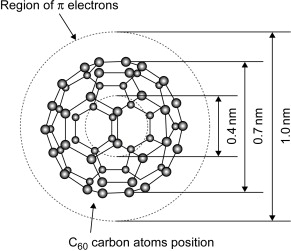 Region of π electrons
0.4 nm
0.7 nm
1.0 nm
C₆₀ carbon atoms position